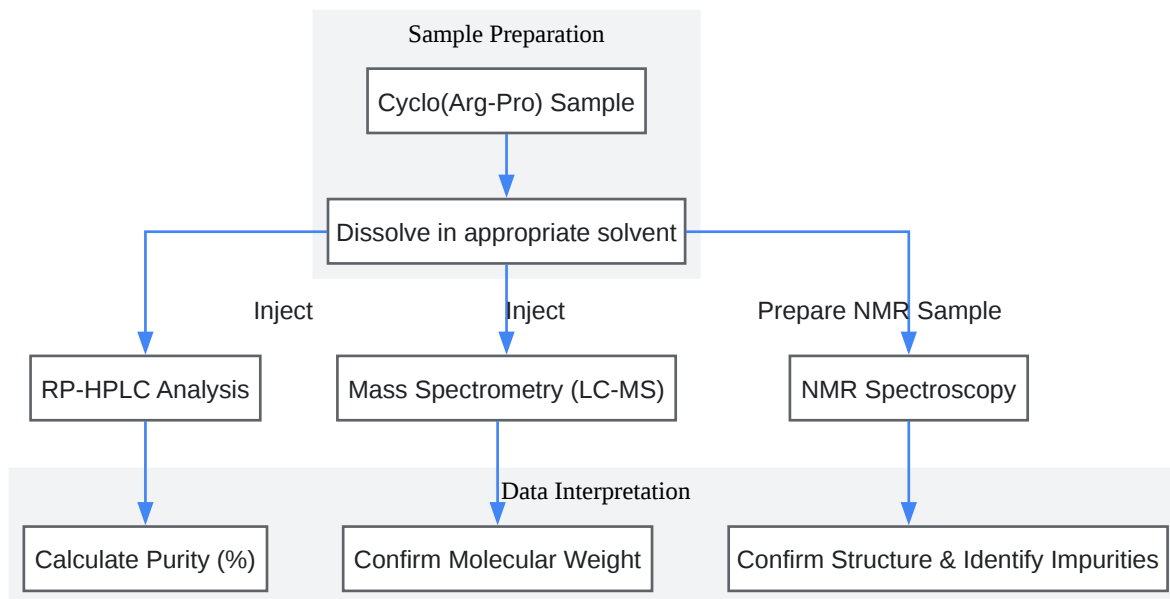 Sample Preparation
Cyclo(Arg-Pro) Sample
Dissolve in appropriate solvent
Inject
Inject
Prepare NMR Sample
RP-HPLC Analysis
Mass Spectrometry (LC-MS)
NMR Spectroscopy
Data Interpretation
Calculate Purity (%)
Confirm Molecular Weight
Confirm Structure & Identify Impurities